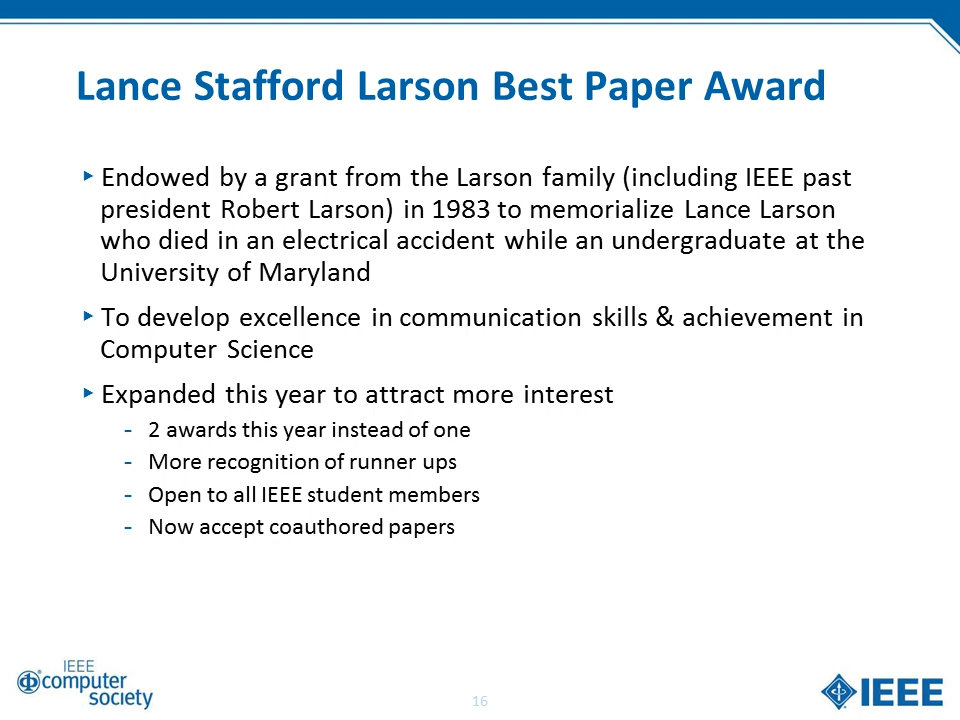 Lance Stafford Larson Best Paper Award
▸ Endowed by a grant from the Larson family (including IEEE past
president Robert Larson) in 1983 to memorialize Lance Larson
who died in an electrical accident while an undergraduate at the
University of Maryland
▸ To develop excellence in communication skills & achievement in
Computer Science
▸ Expanded this year to attract more interest
- 2 awards this year instead of one
- More recognition of runner ups
- Open to all IEEE student members
- Now accept coauthored papers
IEEE
computer
society
16
IEEE